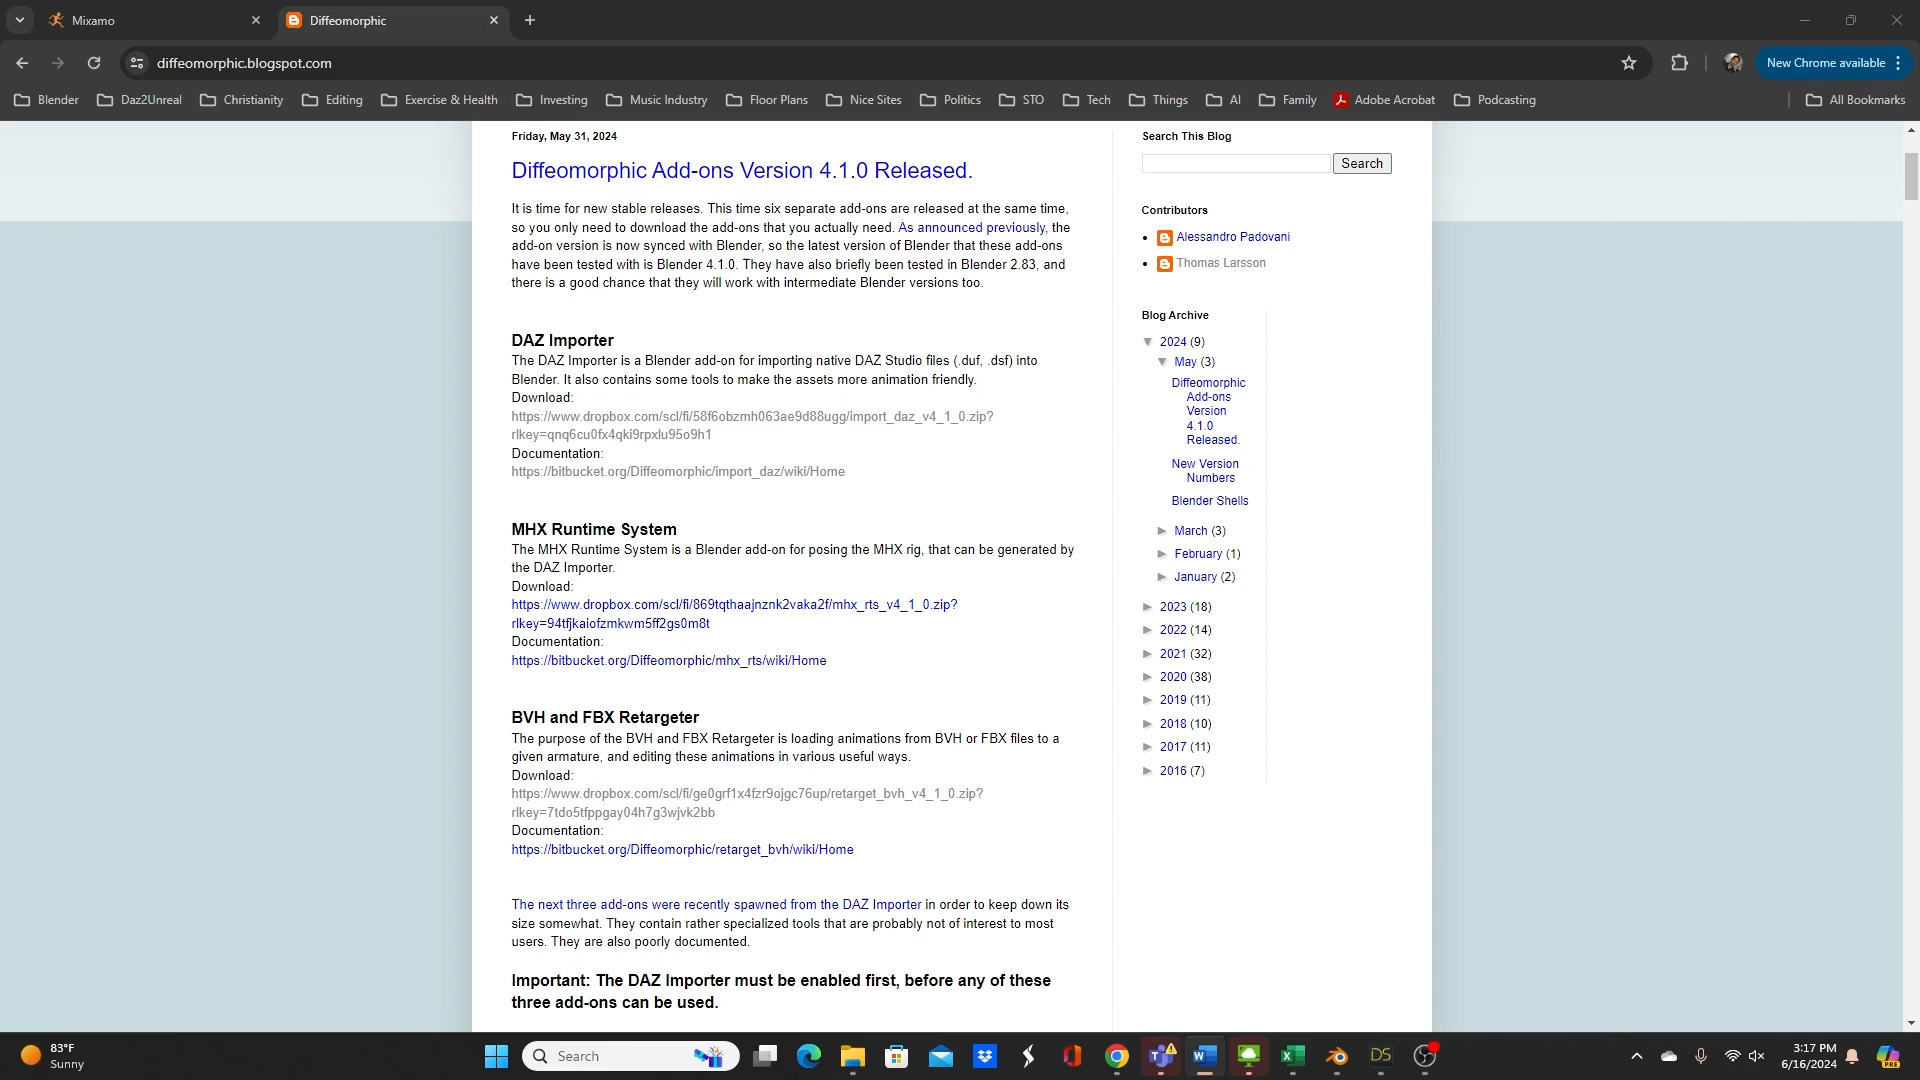 Mixamo
Diffeomorphic
diffeomorphic.blogspot.com
New Chrome available
Blender
Daz2Unreal
Christianity
Editing
Exercise & Health
Investing
Music Industry
Floor Plans
Nice Sites
Politics
STO
Tech
Things
AI
Family
Adobe Acrobat
Podcasting
All Bookmarks
Friday, May 31, 2024
Diffeomorphic Add-ons Version 4.1.0 Released.
It is time for new stable releases. This time six separate add-ons are released at the same time,
so you only need to download the add-ons that you actually need. As announced previously, the
add-on version is now synced with Blender, so the latest version of Blender that these add-ons
have been tested with is Blender 4.1.0. They have also briefly been tested in Blender 2.83, and
there is a good chance that they will work with intermediate Blender versions too.
DAZ Importer
The DAZ Importer is a Blender add-on for importing native DAZ Studio files (.duf, .dsf) into
Blender. It also contains some tools to make the assets more animation friendly.
Download:
https://www.dropbox.com/scl/fi/58f6obzmh063ae9d88ugg/import_daz_v4_1_0.zip?
rlkey=qnq6cu0fx4qki9rpxlu95o9h1
Documentation:
https://bitbucket.org/Diffeomorphic/import_daz/wiki/Home
MHX Runtime System
The MHX Runtime System is a Blender add-on for posing the MHX rig, that can be generated by
the DAZ Importer.
Download:
https://www.dropbox.com/scl/fi/869tqthaajnznk2vaka2f/mhx_rts_v4_1_0.zip?
rlkey=94tfjkaiofzmkwm5ff2gs0m8t
Documentation:
https://bitbucket.org/Diffeomorphic/mhx_rts/wiki/Home
BVH and FBX Retargeter
The purpose of the BVH and FBX Retargeter is loading animations from BVH or FBX files to a
given armature, and editing these animations in various useful ways.
Download:
https://www.dropbox.com/scl/fi/ge0grf1x4fzr9ojgc76up/retarget_bvh_v4_1_0.zip?
rlkey=7tdo5tfppgay04h7g3wjvk2bb
Documentation:
https://bitbucket.org/Diffeomorphic/retarget_bvh/wiki/Home
The next three add-ons were recently spawned from the DAZ Importer in order to keep down its
size somewhat. They contain rather specialized tools that are probably not of interest to most
users. They are also poorly documented.
Important: The DAZ Importer must be enabled first, before any of these
three add-ons can be used.
Search This Blog
Search
Contributors
Alessandro Padovani
Thomas Larsson
Blog Archive
▼ 2024 (9)
▼ May (3)
Diffeomorphic
Add-ons
Version
4.1.0
Released.
New Version
Numbers
Blender Shells
► March (3)
► February (1)
► January (2)
► 2023 (18)
► 2022 (14)
► 2021 (32)
► 2020 (38)
► 2019 (11)
► 2018 (10)
► 2017 (11)
► 2016 (7)
83°F
Sunny
Search
DS
3:17 PM
6/16/2024
PRE